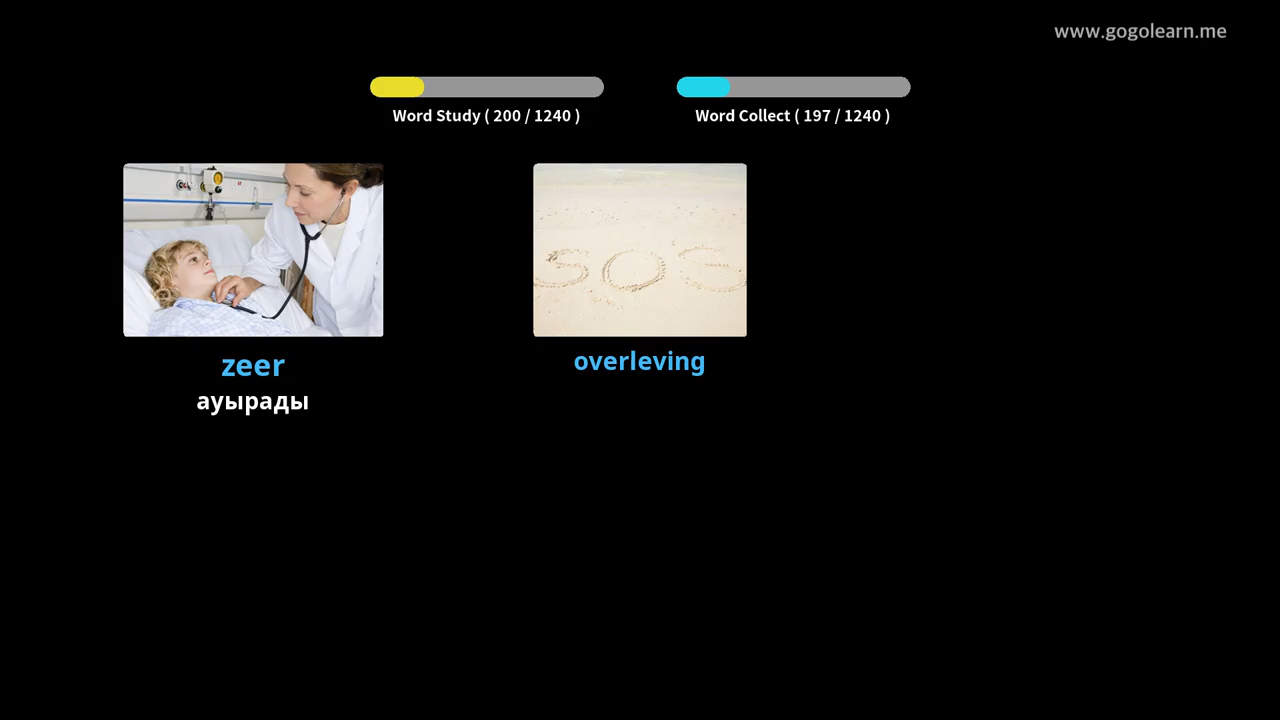 www.gogolearn.me
Word Study ( 200 / 1240 )
Word Collect ( 197 / 1240 )
SOS
zeer
ауырады
overleving